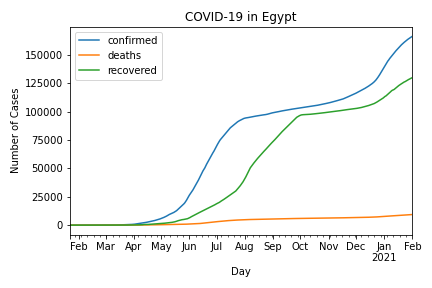 COVID-19 in Egypt
confirmed
deaths
recovered
Number of Cases
150000
125000
100000
75000
50000
25000
0
Feb Mar Apr May Jun Jul Aug Sep Oct Nov Dec Jan Feb
2021
Day